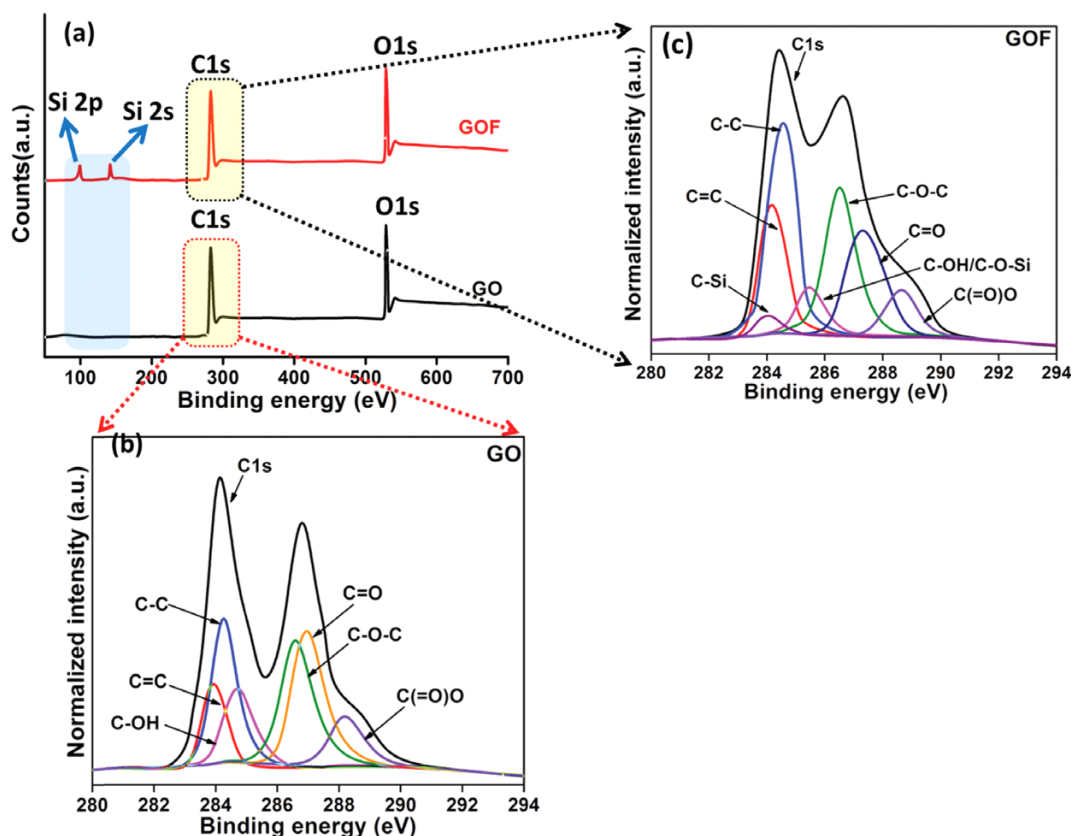 (a)
C1s
O1s
Si 2p
Si 2s
GOF
C1s
O1s
GO
Counts(a.u.)
100 200 300 400 500 600 700
Binding energy (eV)
(c)
GOF
C1s
C-C
C-O-C
C=C
C=O
C-OH/C-O-Si
C-Si
C(=O)O
Normalized intensity (a.u.)
280 282 284 286 288 290 292 294
Binding energy (eV)
(b)
GO
C1s
C=O
C-C
C-O-C
C=C
C(=O)O
C-OH
Normalized intensity (a.u.)
280 282 284 286 288 290 292 294
Binding energy (eV)